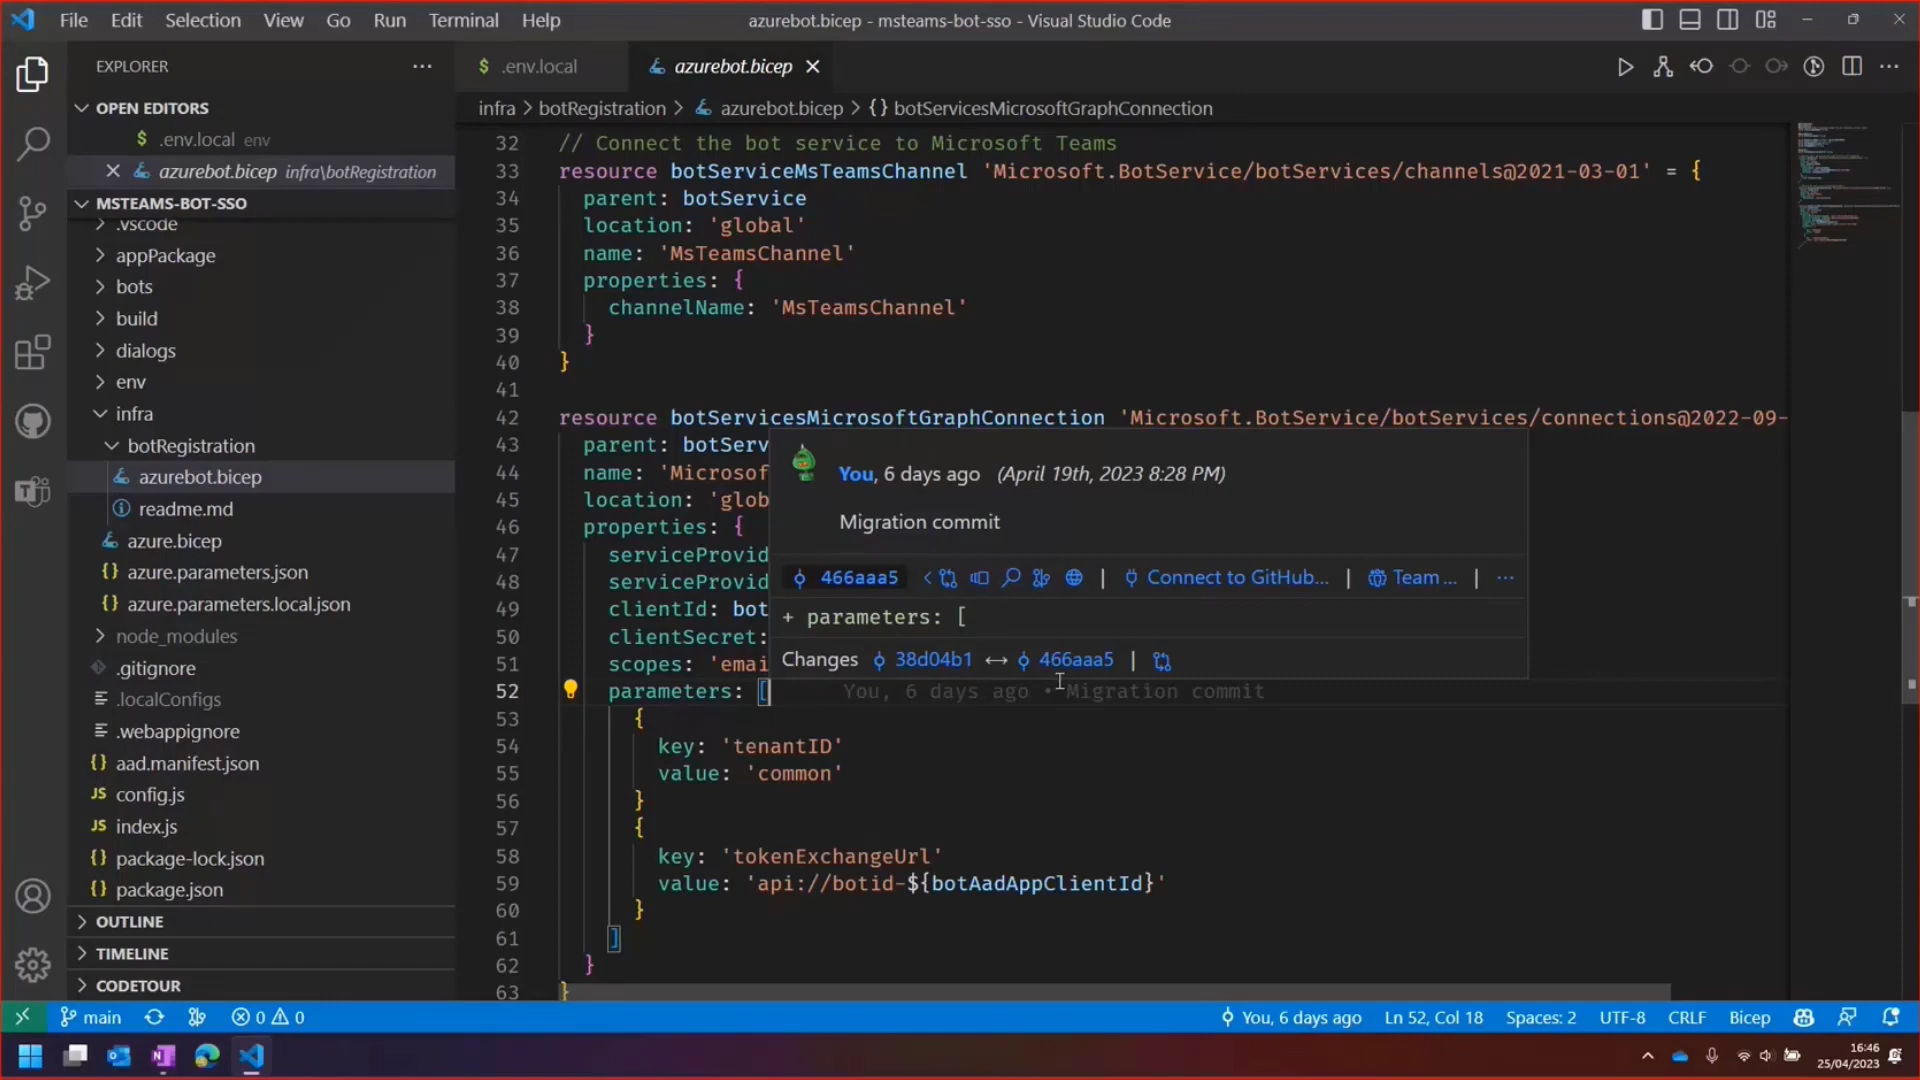 File Edit Selection View Go Run Terminal Help
azurebot.bicep - msteams-bot-sso - Visual Studio Code
EXPLORER
OPEN EDITORS
$ .env.local env
azurebot.bicep infra\botRegistration
MSTEAMS-BOT-SSO
.vscode
appPackage
bots
build
dialogs
env
infra
botRegistration
azurebot.bicep
readme.md
azure.bicep
{} azure.parameters.json
{} azure.parameters.local.json
node_modules
.gitignore
.localConfigs
.webappignore
{} aad.manifest.json
JS config.js
JS index.js
{} package-lock.json
{} package.json
OUTLINE
TIMELINE
CODETOUR
$ .env.local
azurebot.bicep
infra > botRegistration > azurebot.bicep > {} botServicesMicrosoftGraphConnection
32 // Connect the bot service to Microsoft Teams
33 resource botServiceMsTeamsChannel 'Microsoft.BotService/botServices/channels@2021-03-01' = {
34 parent: botService
35 location: 'global'
36 name: 'MsTeamsChannel'
37 properties: {
38 channelName: 'MsTeamsChannel'
39 }
40 }
41
42 resource botServicesMicrosoftGraphConnection 'Microsoft.BotService/botServices/connections@2022-09-
43 parent: botServ
44 name: 'Microsof
45 location: 'glob
46 properties: {
47 serviceProvid
48 serviceProvid
49 clientId: bot
50 clientSecret:
51 scopes: 'emai
52 parameters: [ You, 6 days ago • Migration commit
53 {
54 key: 'tenantID'
55 value: 'common'
56 }
57 {
58 key: 'tokenExchangeUrl'
59 value: 'api://botid-${botAadAppClientId}'
60 }
61 ]
62 }
63 }
You, 6 days ago (April 19th, 2023 8:28 PM)
Migration commit
466aaa5 | Connect to GitHub... | Team ... | ...
+ parameters: [
Changes 38d04b1 ↔ 466aaa5 |
main 0 0
You, 6 days ago Ln 52, Col 18 Spaces: 2 UTF-8 CRLF Bicep
16:46
25/04/2023